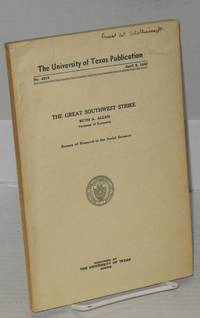 The University of Texas Publication
No. 4214
April 8, 1942
THE GREAT SOUTHWEST STRIKE
RUTH A. ALLEN
Professor of Economics
Bureau of Research in the Social Sciences
PUBLISHED BY
THE UNIVERSITY OF TEXAS
AUSTIN